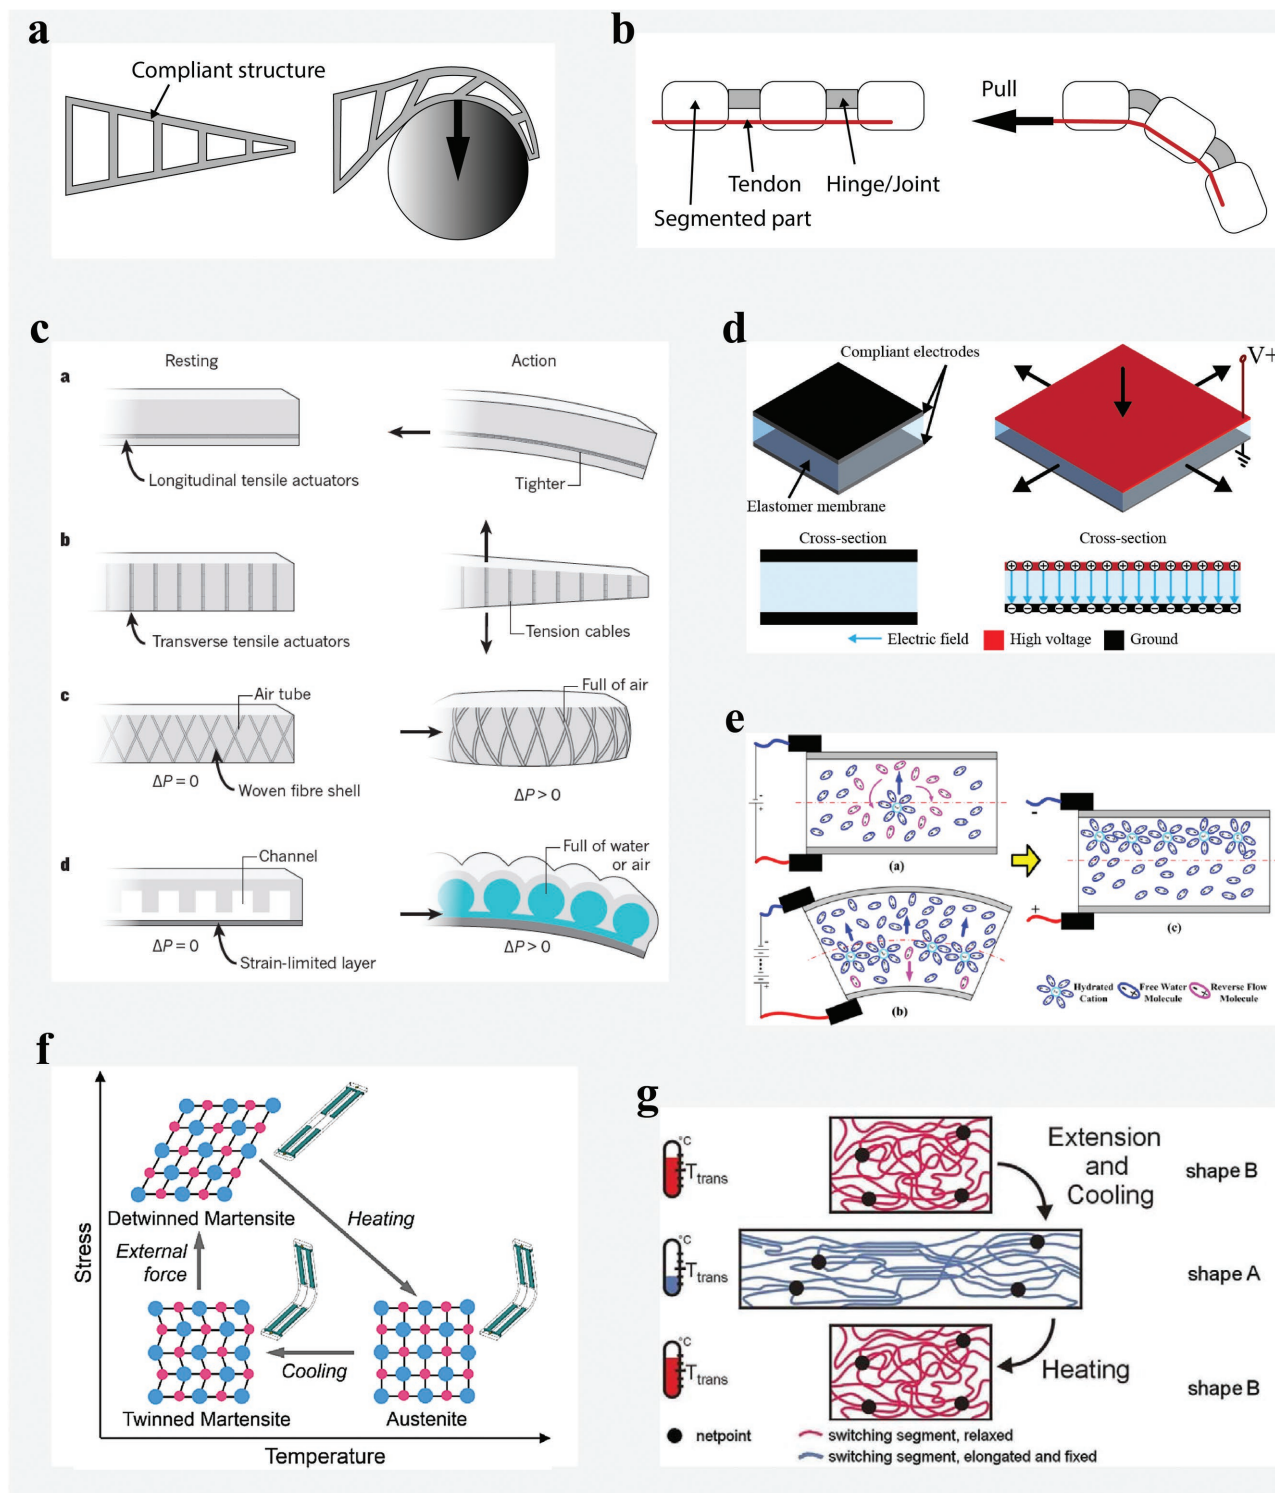 a
Compliant structure
b
Pull
Tendon
Hinge/Joint
Segmented part
c
Resting
Action
a
Longitudinal tensile actuators
Tighter
b
Transverse tensile actuators
Tension cables
c
Air tube
Full of air
ΔP = 0
Woven fibre shell
ΔP > 0
d
Channel
Full of water
or air
ΔP = 0
Strain-limited layer
ΔP > 0
d
Compliant electrodes
V+
Elastomer membrane
Cross-section
Cross-section
Electric field
High voltage
Ground
e
-
+
(a)
-
+
(c)
-
+
(b)
Hydrated
Cation
Free Water
Molecule
Reverse Flow
Molecule
f
Stress
Detwinned Martensite
Heating
External
force
Cooling
Twinned Martensite
Austenite
Temperature
g
°C
Ttrans
Extension
and
Cooling
shape B
°C
Ttrans
shape A
°C
Ttrans
Heating
shape B
netpoint
switching segment, relaxed
switching segment, elongated and fixed